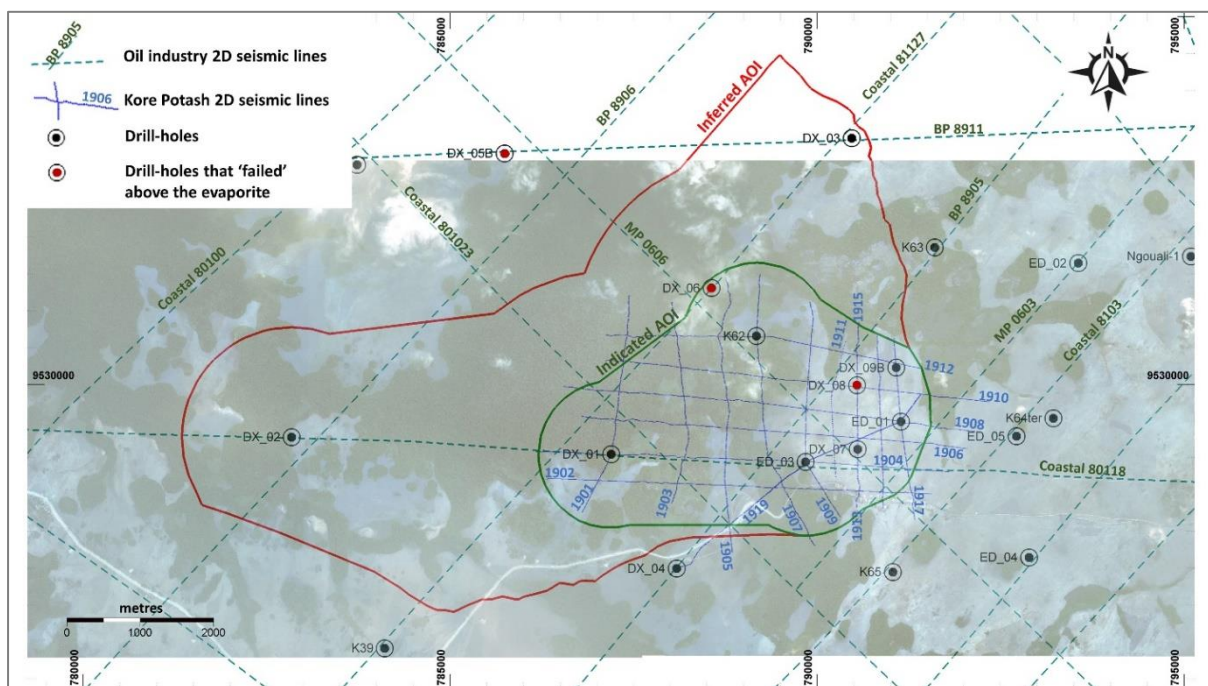 785000
790000
795000
BP 8905
Oil industry 2D seismic lines
1906
Kore Potash 2D seismic lines
Drill-holes
Drill-holes that ‘failed’
above the evaporite
N
Coastal 81127
BP 8906
Inferred AOI
BP 8911
DX_03
DX_05B
Coastal 801023
MP 0606
BP 8905
K63
ED_02
Ngouali-1
Coastal 80100
DX_06
MP 0603
Coastal 8103
1915
1911
Indicated AOI
K62
DX_09B
1912
9530000
9530000
DX_08
1910
K64ter
ED_01
1908
ED_05
DX_02
DX_01
DX_07
1906
ED_03
1904
Coastal 80118
1902
1901
1903
1919
1907
1909
1913
1917
1905
DX_04
K65
ED_04
metres
0
1000
2000
K39
780000
785000
790000
795000